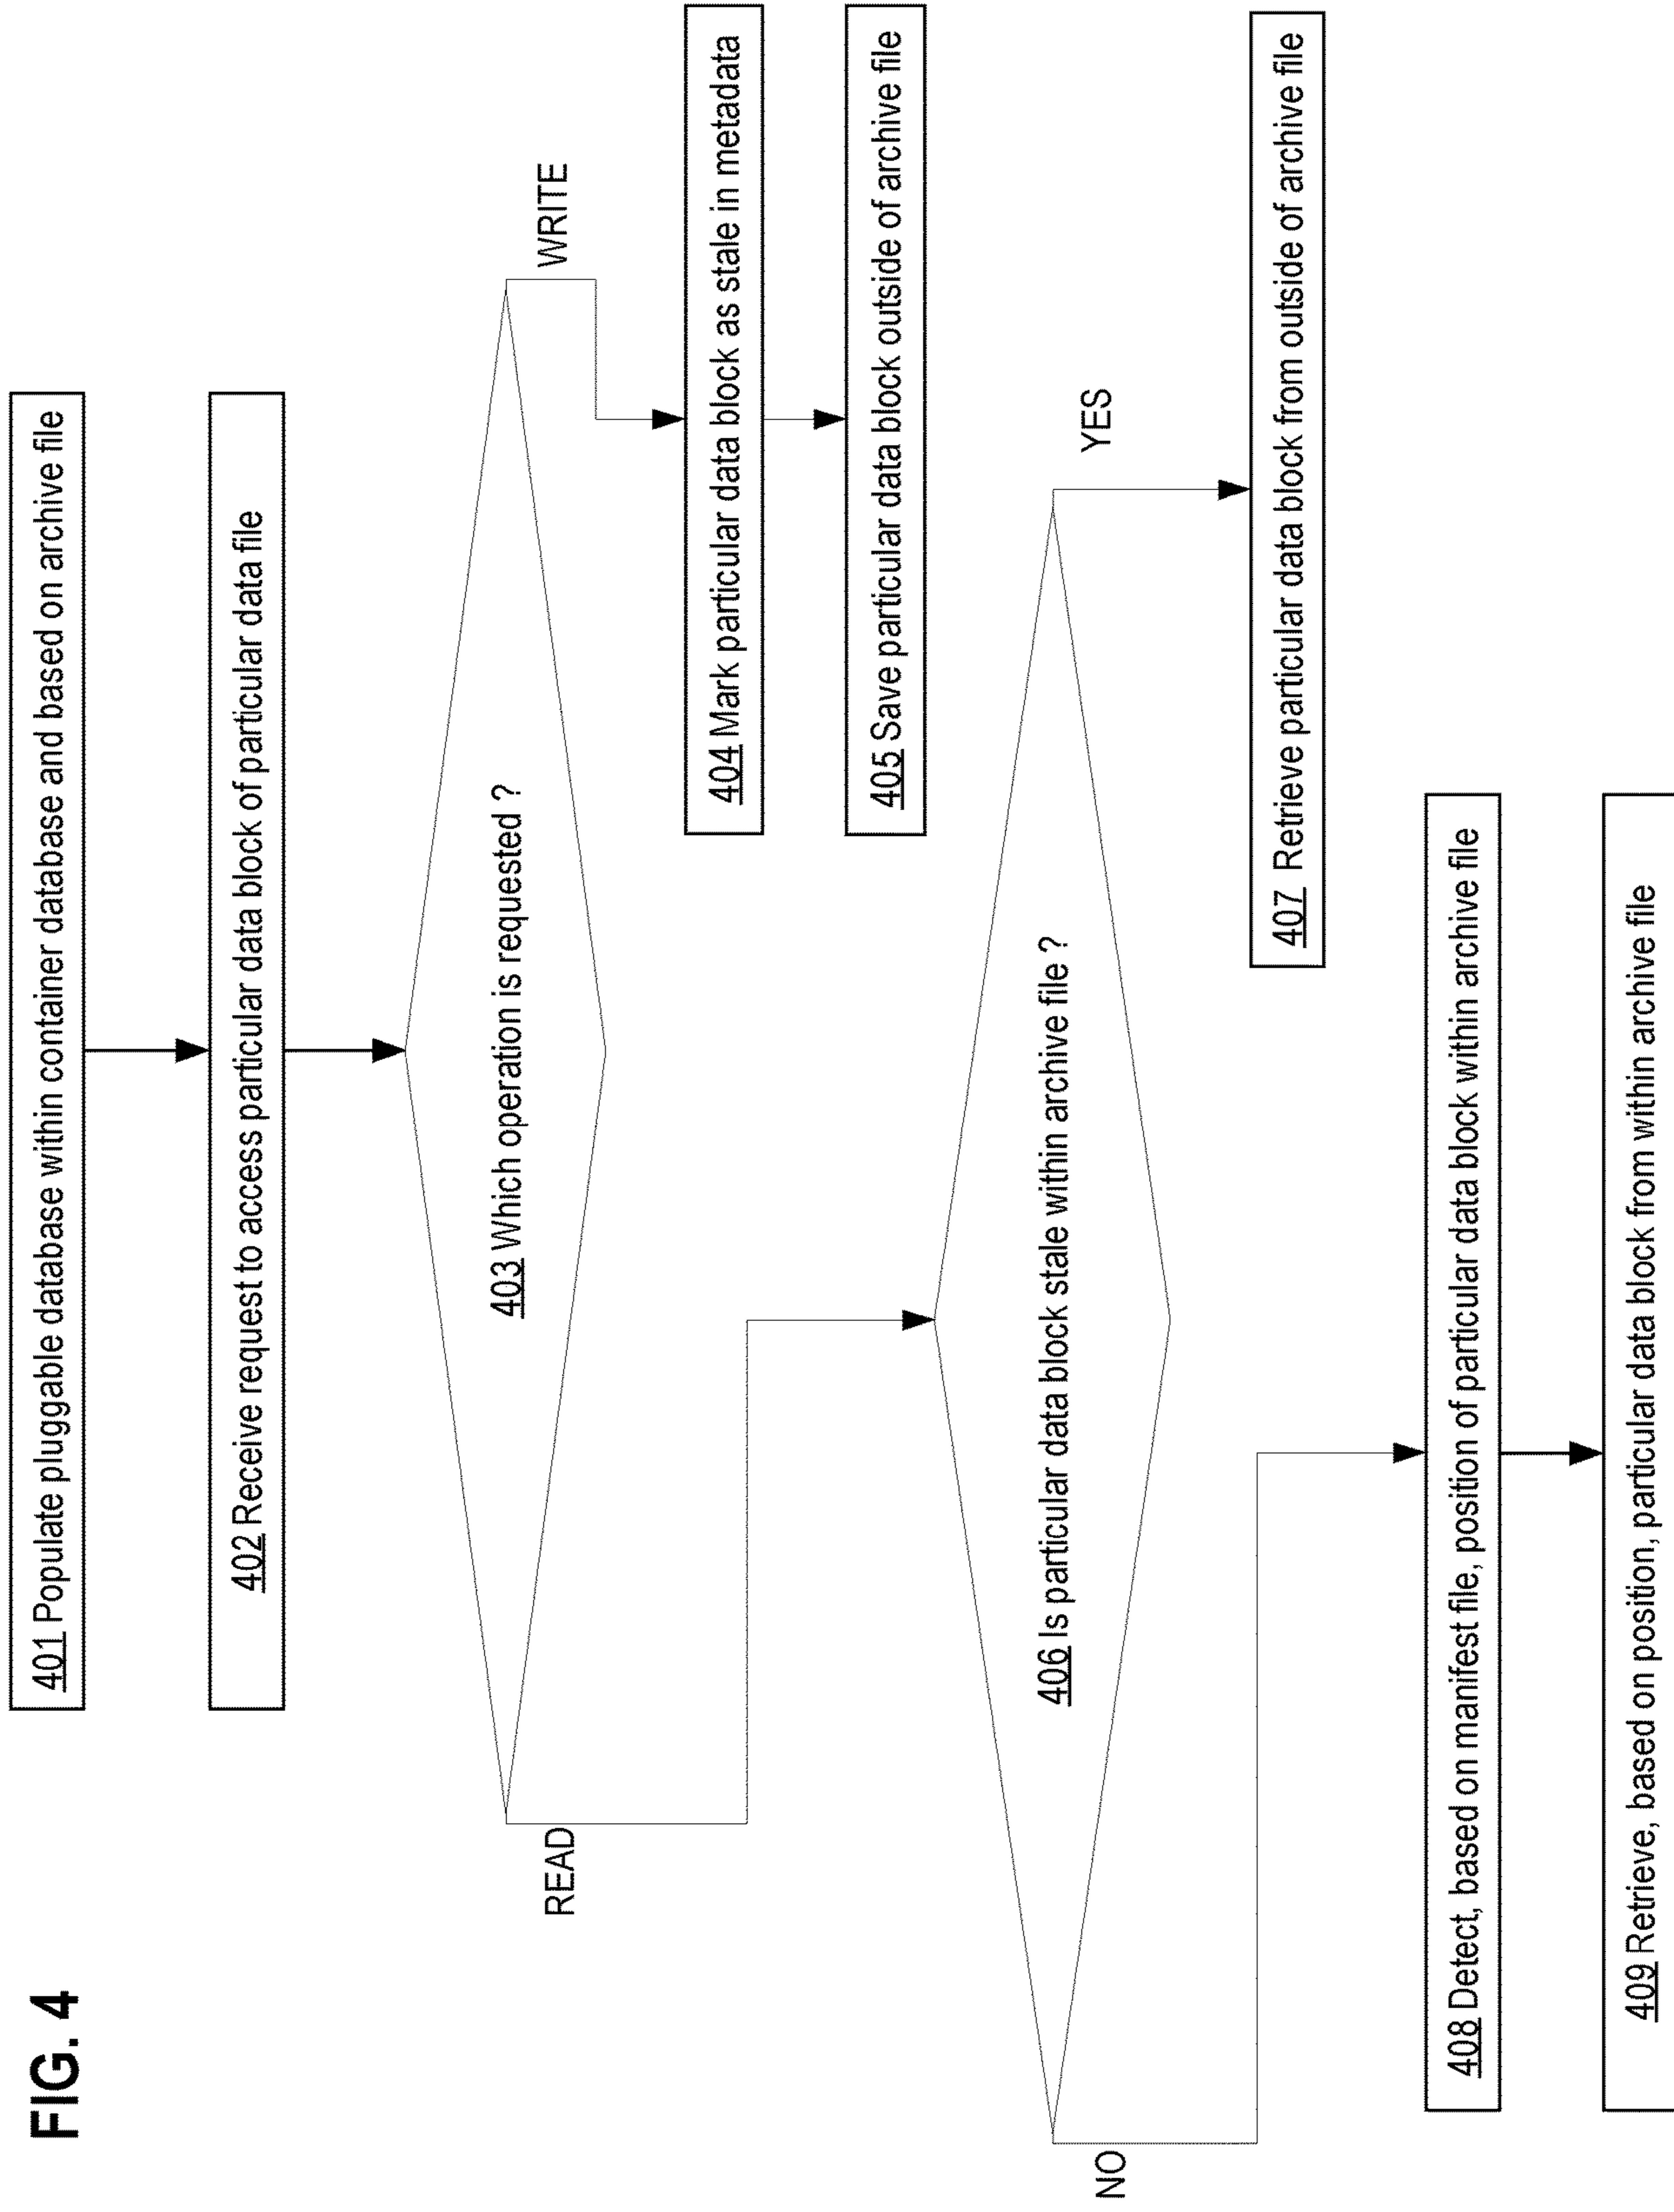 FIG. 4
401 Populate pluggable database within container database and based on archive file
402 Receive request to access particular data block of particular data file
403 Which operation is requested ?
READ
WRITE
404 Mark particular data block as stale in metadata
405 Save particular data block outside of archive file
406 Is particular data block stale within archive file ?
NO
YES
407 Retrieve particular data block from outside of archive file
408 Detect, based on manifest file, position of particular data block within archive file
409 Retrieve, based on position, particular data block from within archive file